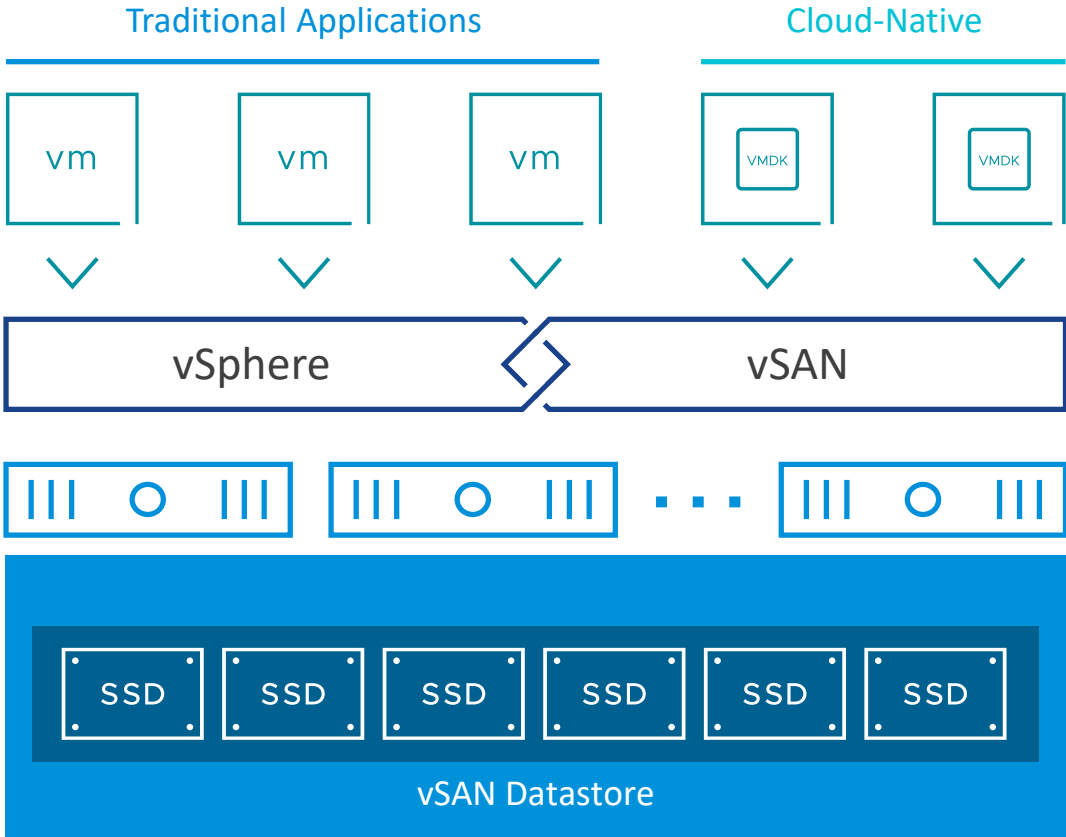 Traditional Applications
Cloud-Native
vm
vm
vm
VMDK
VMDK
vSphere
vSAN
SSD
SSD
SSD
SSD
SSD
SSD
vSAN Datastore